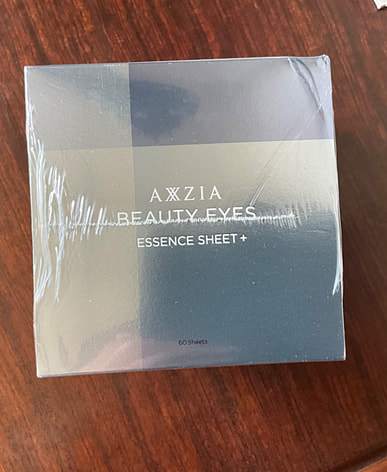 AXXZIA
BEAUTY EYES
ESSENCE SHEET +
60 Sheets